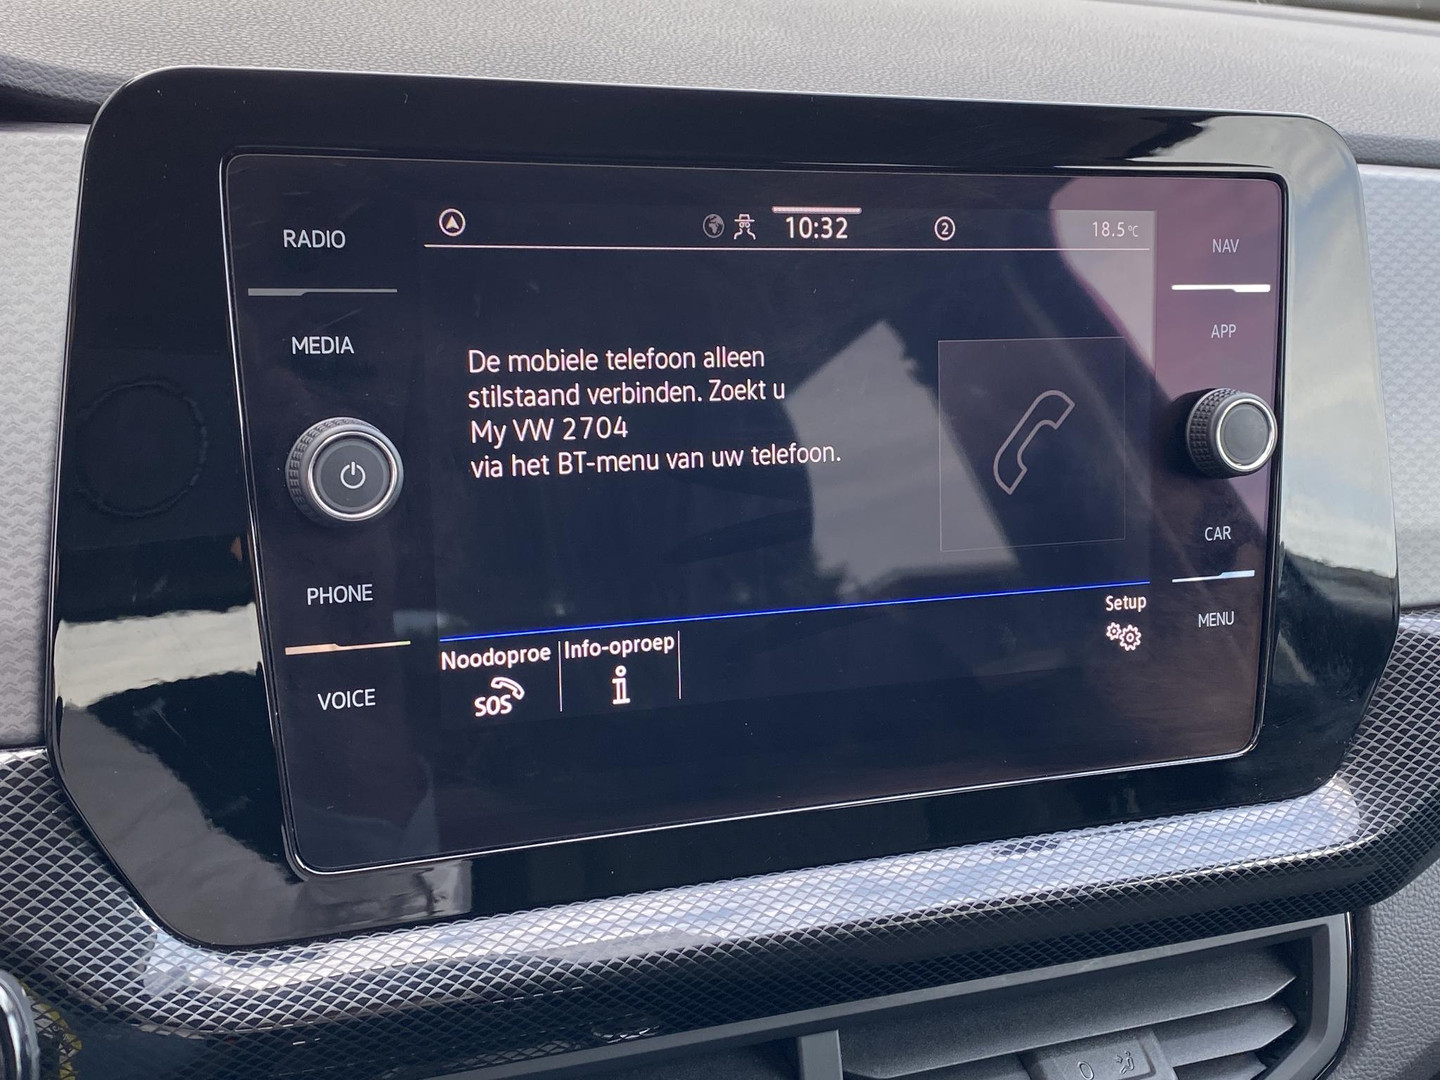 RADIO
MEDIA
PHONE
VOICE
10:32
2
18.5°C
De mobiele telefoon alleen
stilstaand verbinden. Zoekt u
My VW 2704
via het BT-menu van uw telefoon.
Setup
Noodoproe
SOS
Info-oproep
i
NAV
APP
CAR
MENU